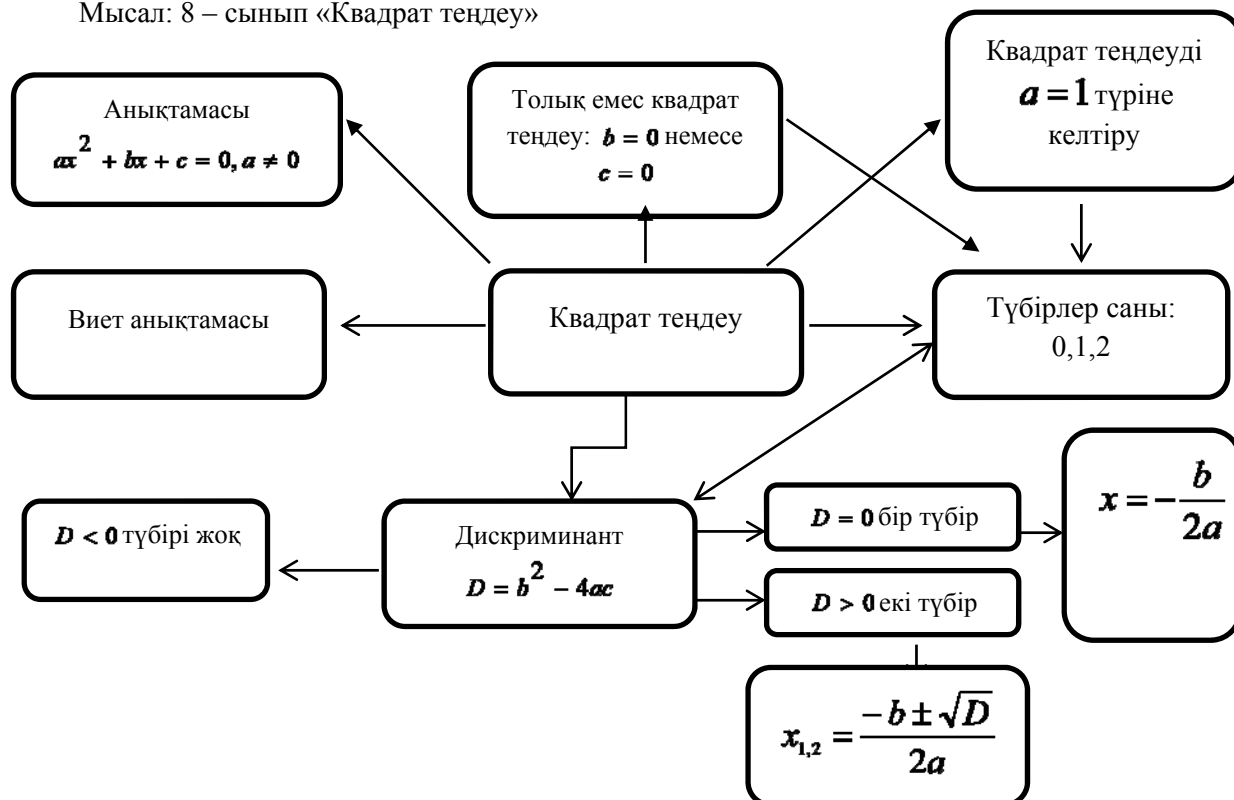 Мысал: 8 – сынып «Квадрат теңдеу»
Анықтамасы
ax² + bx + c = 0, a ≠ 0
Толық емес квадрат
теңдеу: b = 0 немесе
c = 0
Квадрат теңдеуді
a = 1 түріне
келтіру
Виет анықтамасы
Квадрат теңдеу
Түбірлер саны:
0,1,2
D < 0 түбірі жоқ
Дискриминант
D = b² − 4ac
D = 0 бір түбір
D > 0 екі түбір
x = −b/2a
x₁,₂ = (−b ± √D)/2a